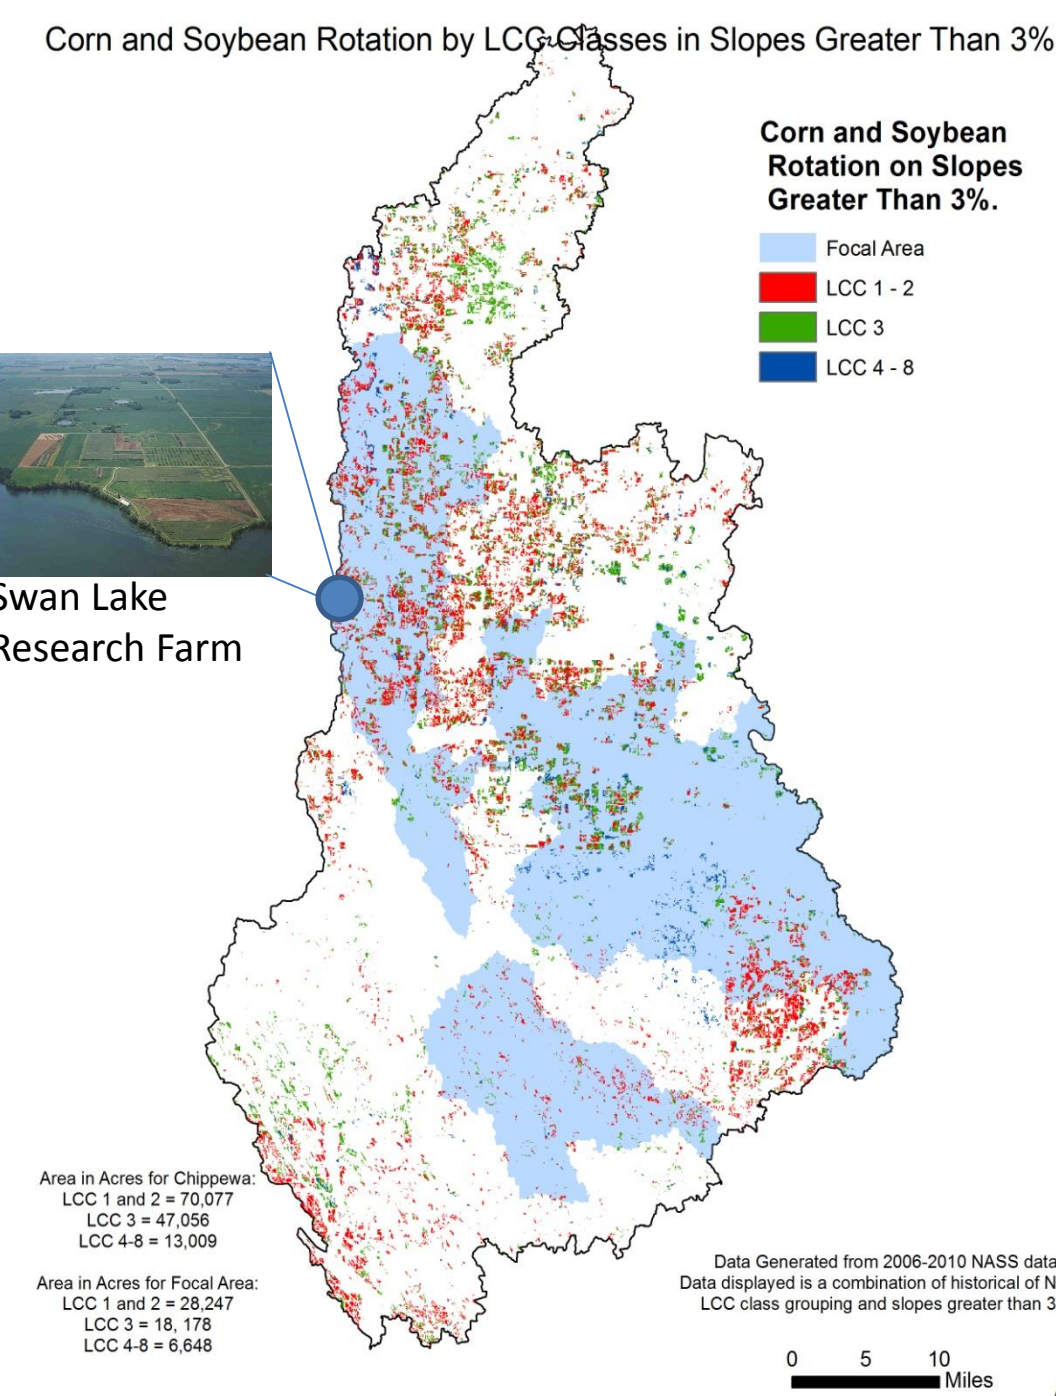 Corn and Soybean Rotation by LCC Classes in Slopes Greater Than 3%
Corn and Soybean
Rotation on Slopes
Greater Than 3%.
Focal Area
LCC 1 - 2
LCC 3
LCC 4 - 8
Swan Lake
Research Farm
Area in Acres for Chippewa:
LCC 1 and 2 = 70,077
LCC 3 = 47,056
LCC 4-8 = 13,009
Area in Acres for Focal Area:
LCC 1 and 2 = 28,247
LCC 3 = 18, 178
LCC 4-8 = 6,648
Data Generated from 2006-2010 NASS data
Data displayed is a combination of historical of N
LCC class grouping and slopes greater than 3
0 5 10
Miles